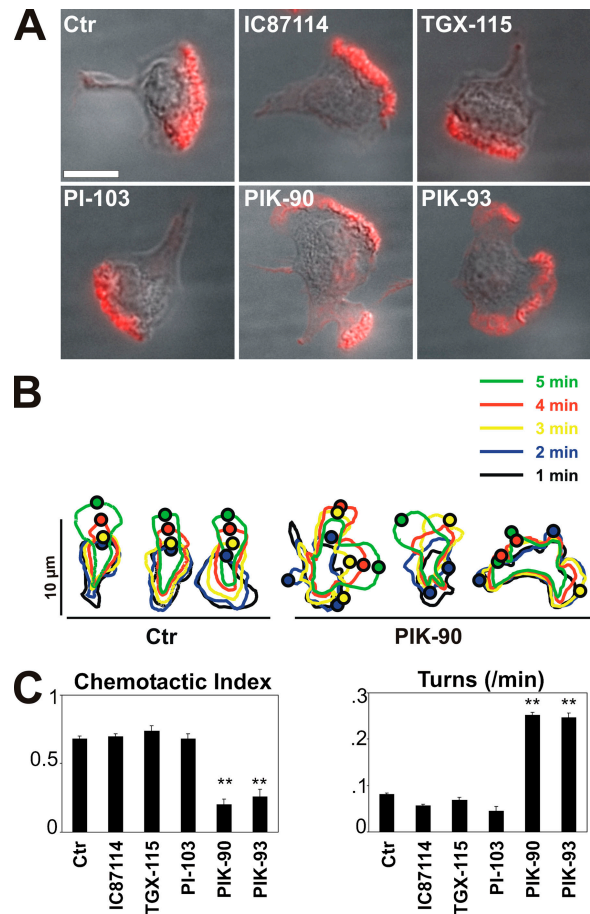 A
Ctr
IC87114
TGX-115
PI-103
PIK-90
PIK-93
B
5 min
4 min
3 min
2 min
1 min
10 µm
Ctr
PIK-90
C
Chemotactic Index
1
0.5
0
** **
Ctr
IC87114
TGX-115
PI-103
PIK-90
PIK-93
Turns (/min)
.3
.2
.1
0
** **
Ctr
IC87114
TGX-115
PI-103
PIK-90
PIK-93